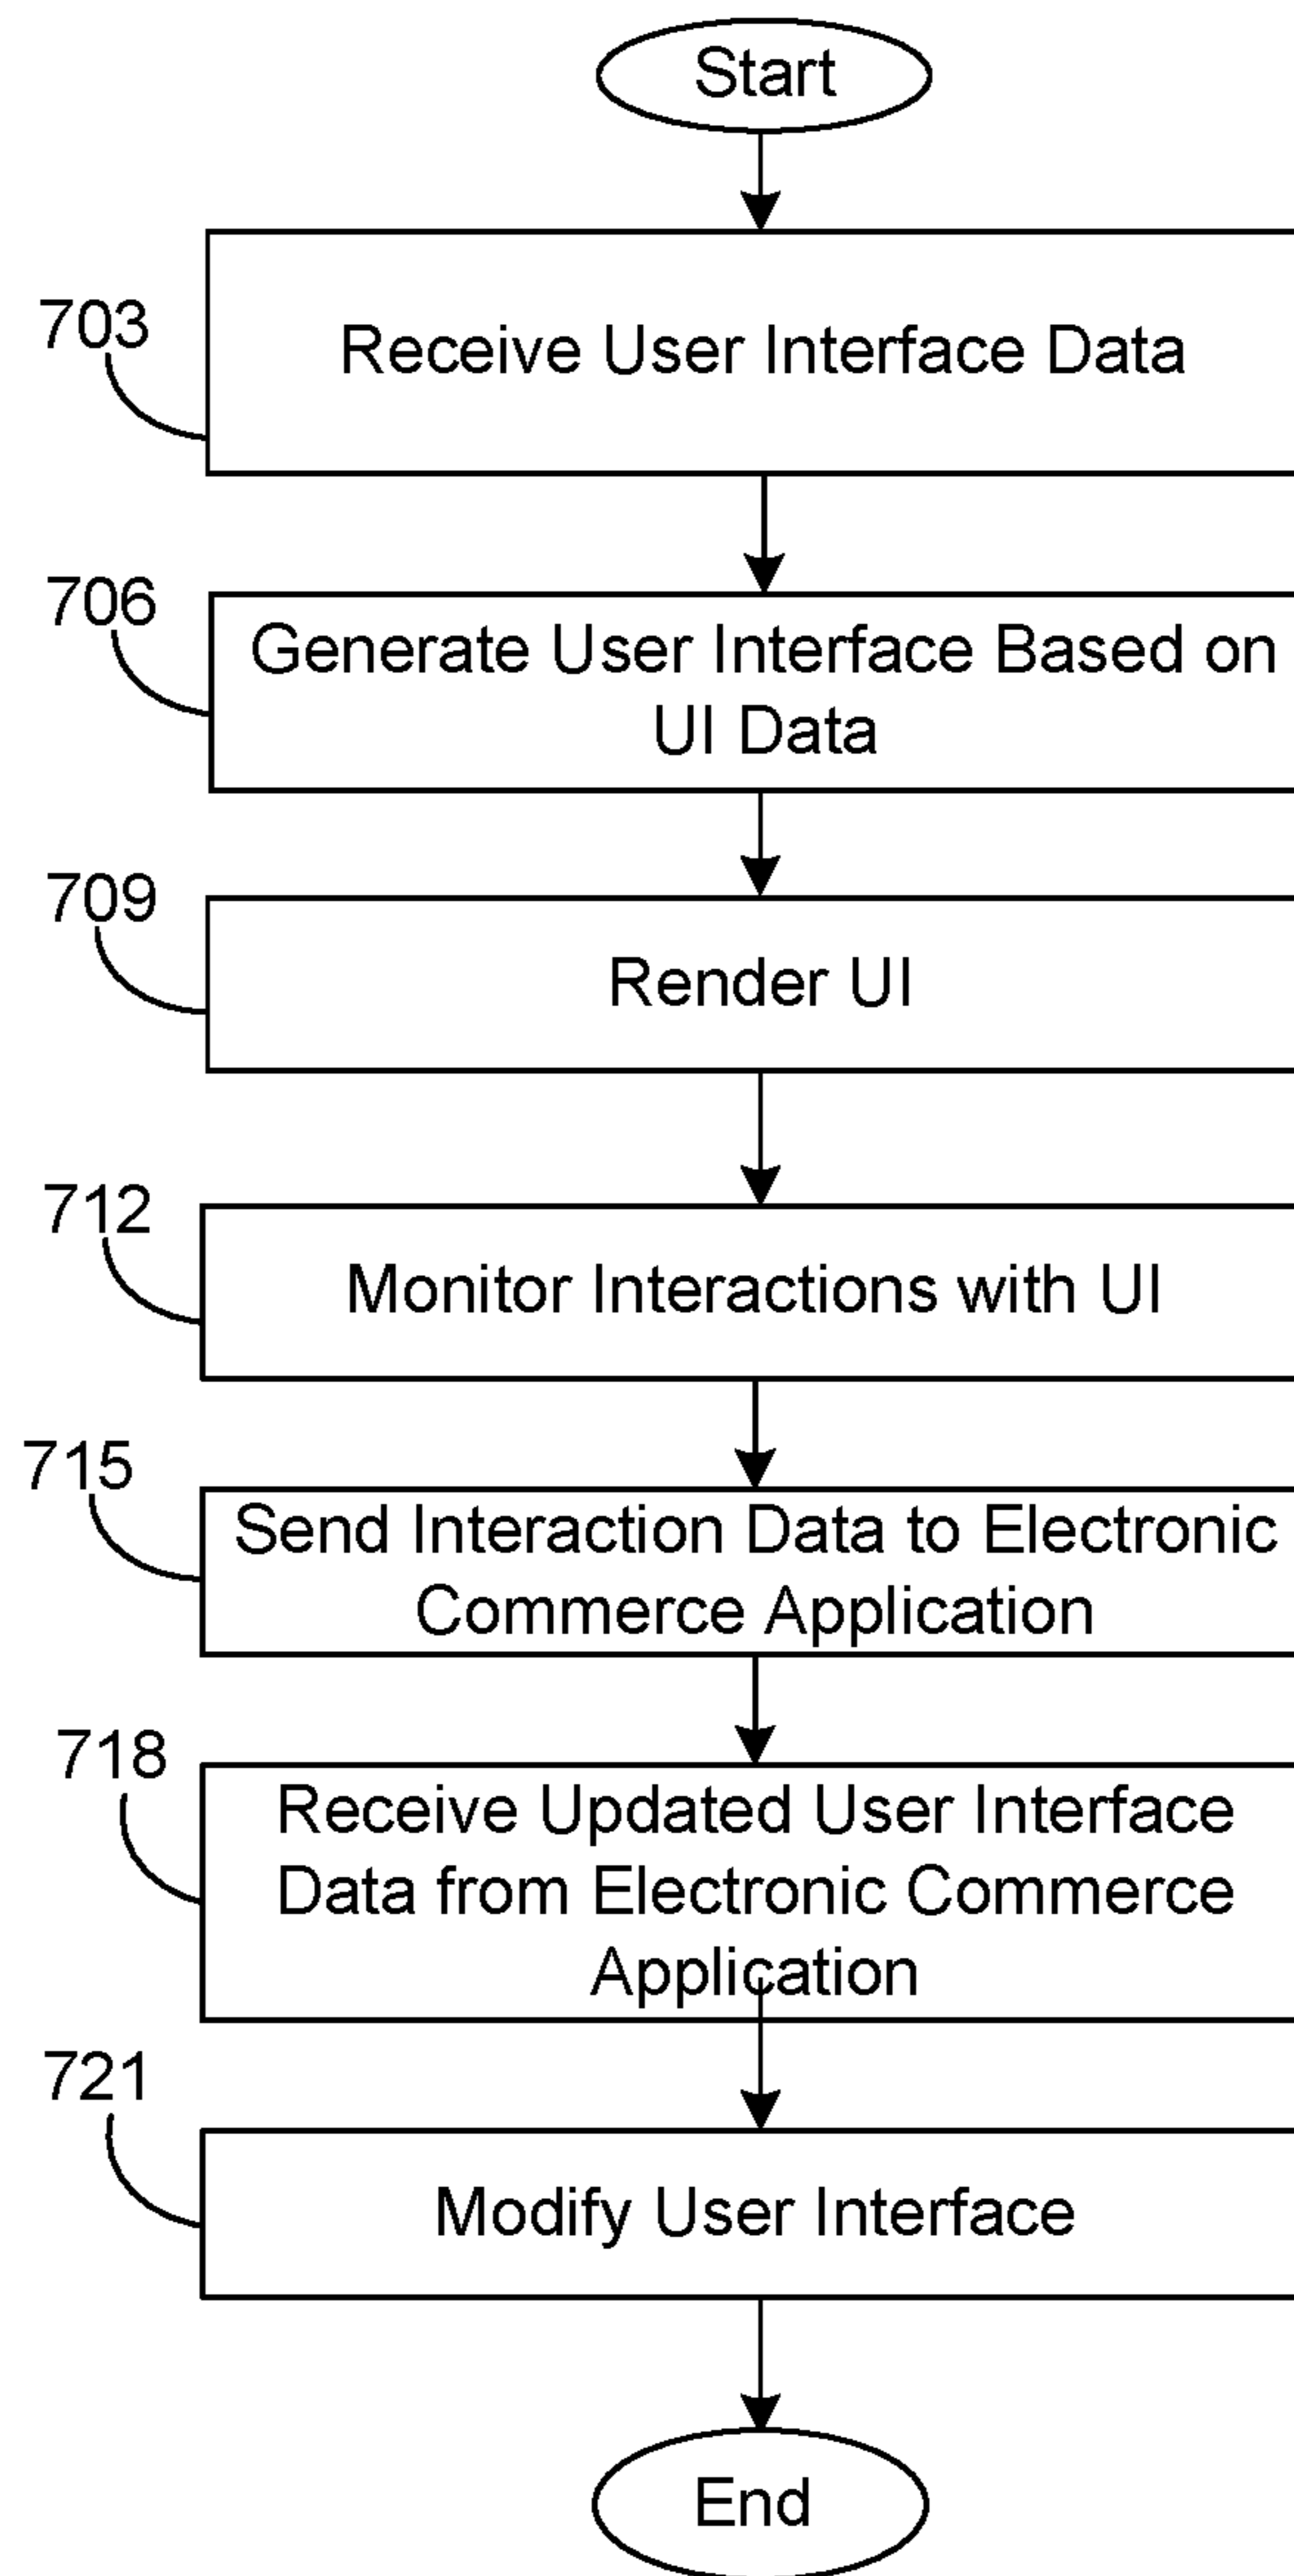 Start
703
Receive User Interface Data
706
Generate User Interface Based on
UI Data
709
Render UI
712
Monitor Interactions with UI
715
Send Interaction Data to Electronic
Commerce Application
718
Receive Updated User Interface
Data from Electronic Commerce
Application
721
Modify User Interface
End